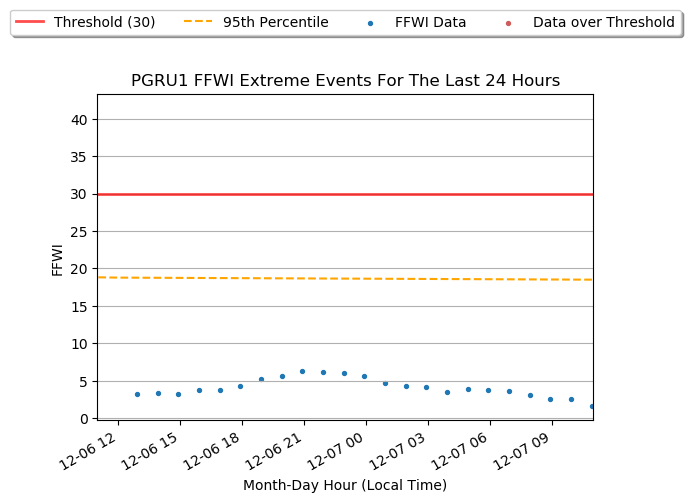 Threshold (30) 95th Percentile FFWI Data Data over Threshold
PGRU1 FFWI Extreme Events For The Last 24 Hours
40
35
30
25
20
15
10
5
0
FFWI
12-06 12 12-06 15 12-06 18 12-06 21 12-07 00 12-07 03 12-07 06 12-07 09
Month-Day Hour (Local Time)